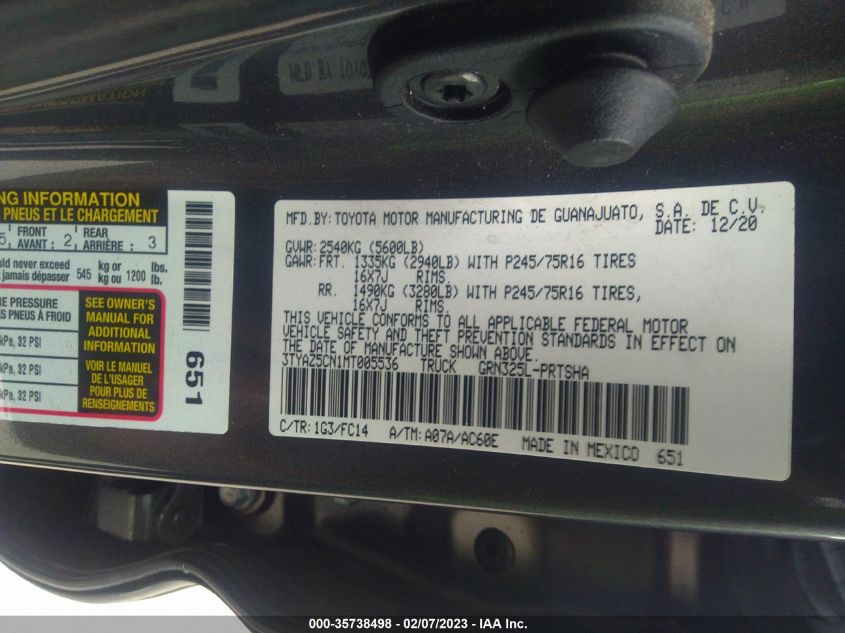 NG INFORMATION
PNEUS ET LE CHARGEMENT
5 FRONT AVANT : 2 REAR ARRIÈRE : 3
uld never exceed 545 kg or 1200 lbs.
jamais dépasser kg ou lb.
RE PRESSURE
ES PNEUS À FROID
kPa, 32 PSI
kPa, 32 PSI
kPa, 32 PSI
SEE OWNER'S
MANUAL FOR
ADDITIONAL
INFORMATION
VOIR LE MANUEL
DE L'USAGER
POUR PLUS DE
RENSEIGNEMENTS
651
MFD.BY:TOYOTA MOTOR MANUFACTURING DE GUANAJUATO, S.A. DE C.V.
DATE: 12/20
GVWR:2540KG (5600LB)
GAWR:FRT. 1335KG (2940LB) WITH P245/75R16 TIRES
16X7J RIMS,
RR. 1490KG (3280LB) WITH P245/75R16 TIRES,
16X7J RIMS.
THIS VEHICLE CONFORMS TO ALL APPLICABLE FEDERAL MOTOR
VEHICLE SAFETY AND THEFT PREVENTION STANDARDS IN EFFECT ON
THE DATE OF MANUFACTURE SHOWN ABOVE.
3TYAZ5CN1MT005536 TRUCK GRN325L-PRTSHA
C/TR:1G3/FC14 A/TM:A07A/AC60E MADE IN MEXICO 651
000-35738498 - 02/07/2023 - IAA Inc.